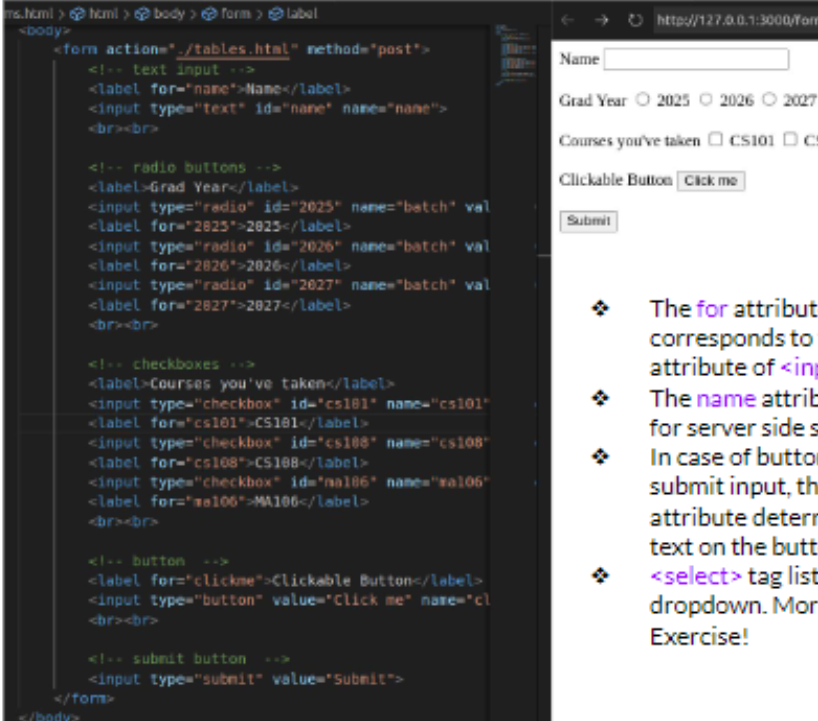 ms.html > html > body > form > label
<body>
<form action="./tables.html" method="post">
<!-- text input -->
<label for="name">Name</label>
<input type="text" id="name" name="name">
<br><br>
<!-- radio buttons -->
<label>Grad Year</label>
<input type="radio" id="2025" name="batch" val
<label for="2025">2025</label>
<input type="radio" id="2026" name="batch" val
<label for="2026">2026</label>
<input type="radio" id="2027" name="batch" val
<label for="2027">2027</label>
<br><br>
<!-- checkboxes -->
<label>Courses you've taken</label>
<input type="checkbox" id="cs101" name="cs101"
<label for="cs101">CS101</label>
<input type="checkbox" id="cs108" name="cs108"
<label for="cs108">CS108</label>
<input type="checkbox" id="ma106" name="ma106"
<label for="ma106">MA106</label>
<br><br>
<!-- button -->
<label for="clickme">Clickable Button</label>
<input type="button" value="Click me" name="cl
<br><br>
<!-- submit button -->
<input type="submit" value="Submit">
</form>
</body>
http://127.0.0.1:3000/forn
Name
Grad Year 2025 2026 2027
Courses you've taken CS101 CS
Clickable Button Click me
Submit
❖ The for attribut
corresponds to
attribute of <inp
❖ The name attrib
for server side s
❖ In case of button
submit input, th
attribute deterr
text on the butt
❖ <select> tag list
dropdown. Mor
Exercise!